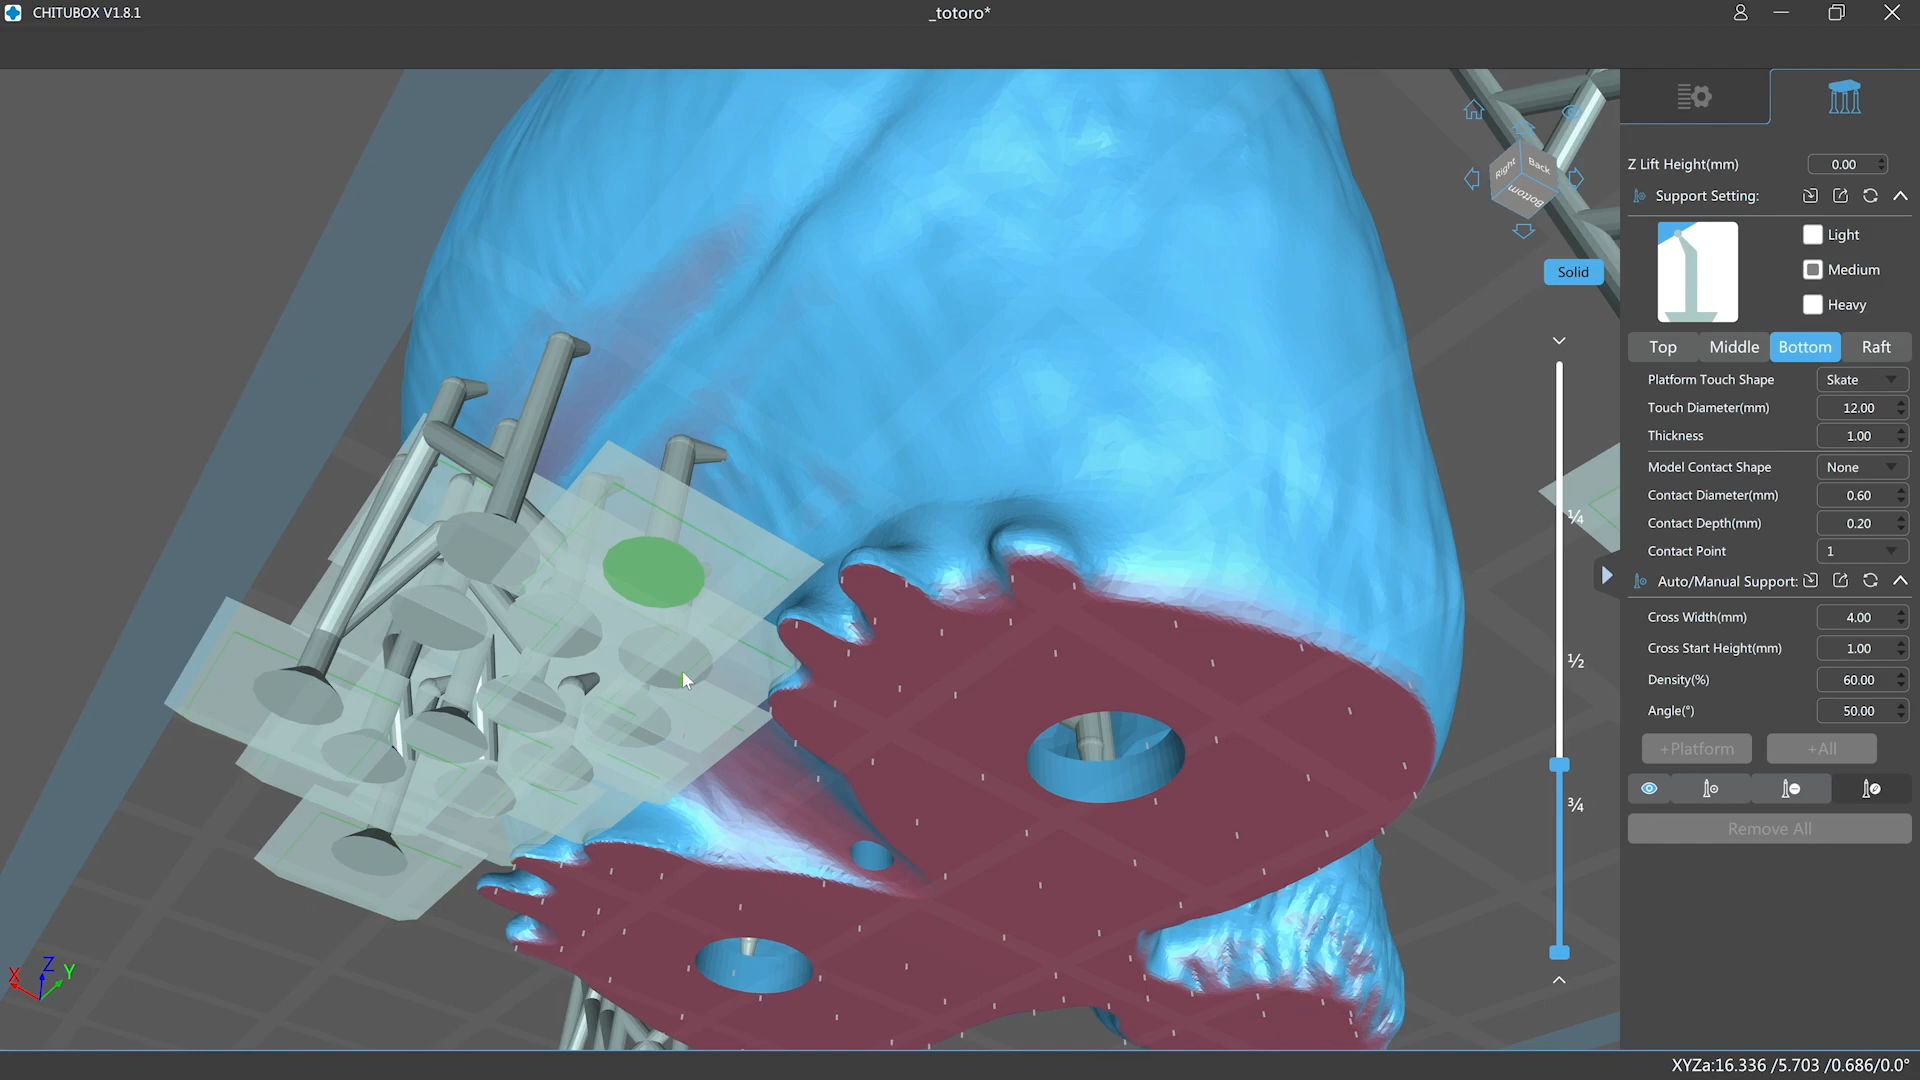 CHITUBOX V1.8.1
_totoro*
Z Lift Height(mm) 0.00
Support Setting:
Right Back
Bottom
Light
Solid
Medium
Heavy
Top Middle Bottom Raft
Platform Touch Shape Skate
Touch Diameter(mm) 12.00
Thickness 1.00
Model Contact Shape None
Contact Diameter(mm) 0.60
¼
Contact Depth(mm) 0.20
Contact Point 1
Auto/Manual Support:
Cross Width(mm) 4.00
Cross Start Height(mm) 1.00
½
Density(%) 60.00
Angle(°) 50.00
+Platform +All
¾
Remove All
X Z Y
XYZa:16.336 /5.703 /0.686/0.0°